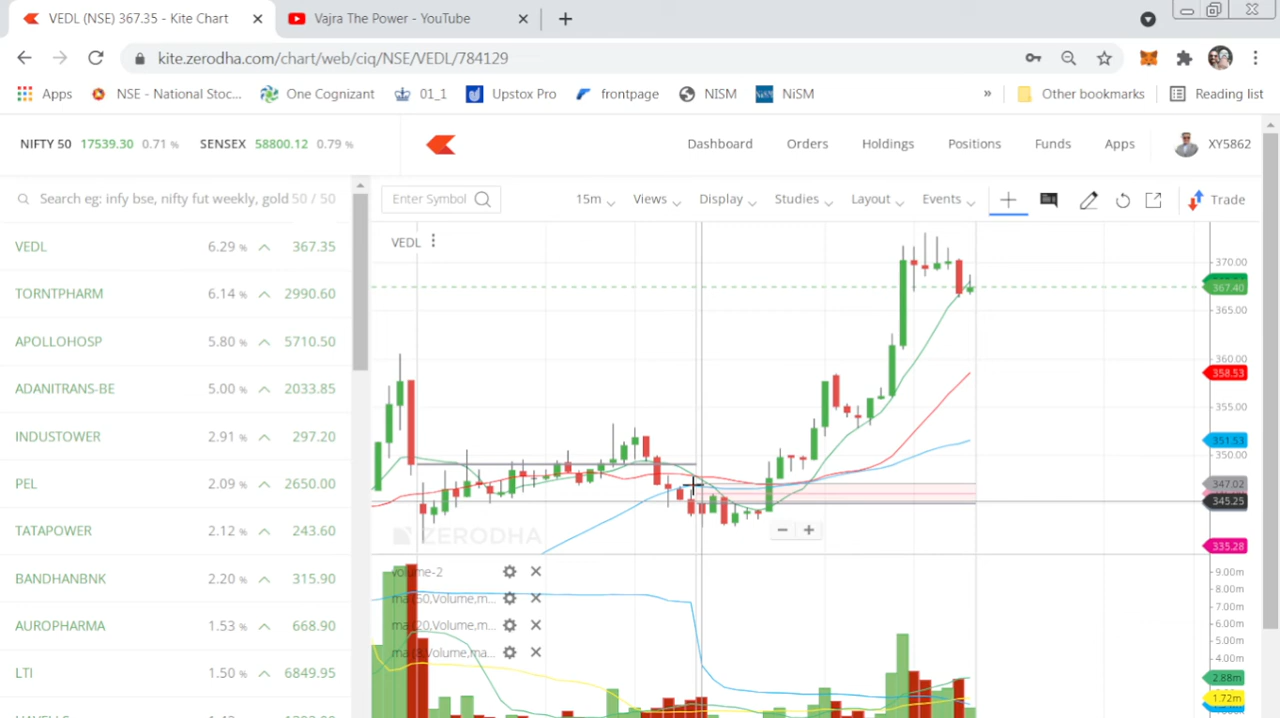 VEDL (NSE) 367.35 - Kite Chart
Vajra The Power - YouTube
kite.zerodha.com/chart/web/ciq/NSE/VEDL/784129
Apps NSE - National Stoc... One Cognizant 01_1 Upstox Pro frontpage NISM NiSM » Other bookmarks Reading list
NIFTY 50 17539.30 0.71 % SENSEX 58800.12 0.79 %
Dashboard Orders Holdings Positions Funds Apps XY5862
Search eg: infy bse, nifty fut weekly, gold 50 / 50
Enter Symbol 15m Views Display Studies Layout Events Trade
VEDL 6.29 % 367.35
TORNTPHARM 6.14 % 2990.60
APOLLOHOSP 5.80 % 5710.50
ADANITRANS-BE 5.00 % 2033.85
INDUSTOWER 2.91 % 297.20
PEL 2.09 % 2650.00
TATAPOWER 2.12 % 243.60
BANDHANBNK 2.20 % 315.90
AUROPHARMA 1.53 % 668.90
LTI 1.50 % 6849.95
VEDL
370.00
367.40
365.00
360.00
358.53
355.00
351.53
350.00
347.02
345.25
335.28
ZERODHA
volume-2
ma (50,Volume,m...
ma (20,Volume,m...
,Volume,ma...
9.00m
8.00m
7.00m
6.00m
5.00m
4.00m
2.88m
1.72m